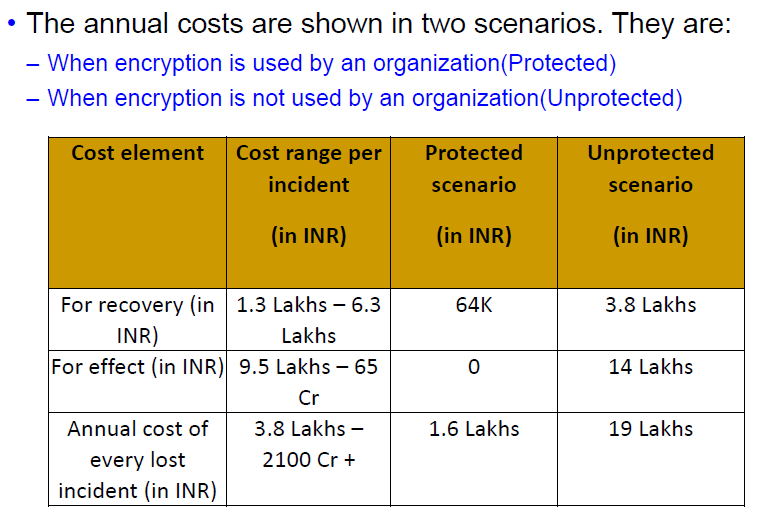 • The annual costs are shown in two scenarios. They are:
– When encryption is used by an organization(Protected)
– When encryption is not used by an organization(Unprotected)
Cost element
Cost range per
incident
(in INR)
Protected
scenario
(in INR)
Unprotected
scenario
(in INR)
For recovery (in
INR)
1.3 Lakhs – 6.3
Lakhs
64K
3.8 Lakhs
For effect (in INR)
9.5 Lakhs – 65
Cr
0
14 Lakhs
Annual cost of
every lost
incident (in INR)
3.8 Lakhs –
2100 Cr +
1.6 Lakhs
19 Lakhs